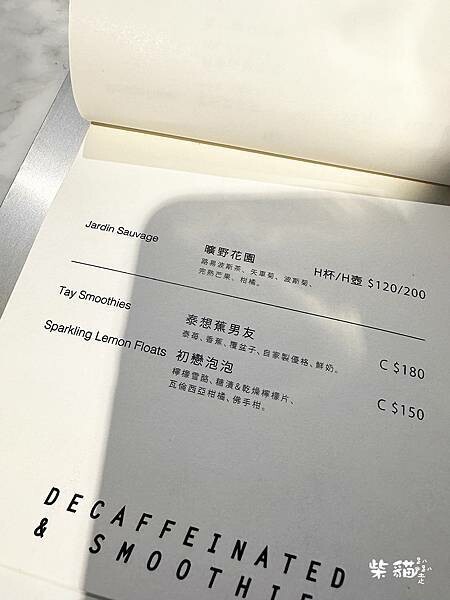 Jardin Sauvage
曠野花園
路易波斯茶、矢車菊、波斯菊、
完熟芒果、柑橘。
H杯/H壺 $120/200
Tay Smoothies
泰想蕉男友
泰莓、香蕉、覆盆子、自家製優格、鮮奶。
C $180
Sparkling Lemon Floats
初戀泡泡
檸檬雪酪、糖漬&乾燥檸檬片、
瓦倫西亞柑橘、佛手柑。
C $150
DECAFFEINATED
& SMOOTHIE
柴貓